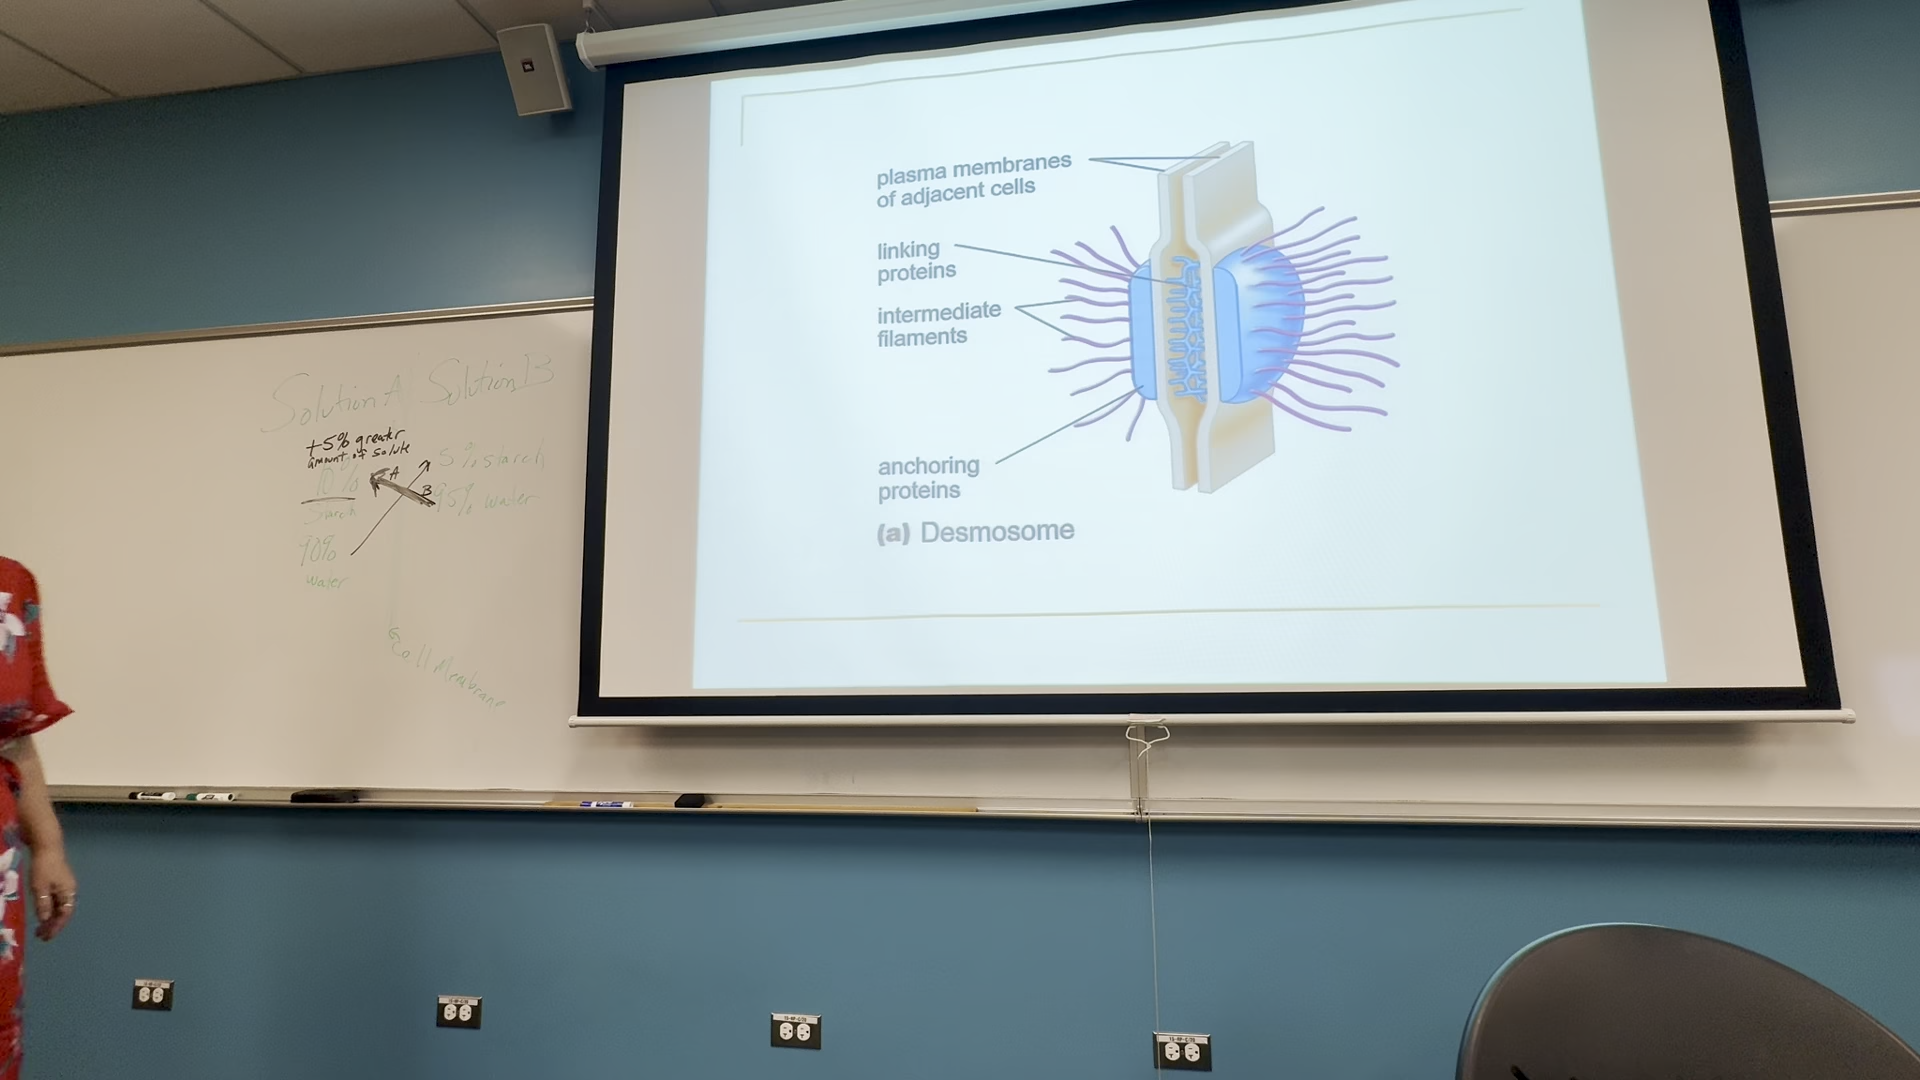 Solution A
Solution B
+5% greater
amount of solute
10%
Starch
90%
water
A
B
5% starch
95% water
Cell Membrane
plasma membranes
of adjacent cells
linking
proteins
intermediate
filaments
anchoring
proteins
(a) Desmosome